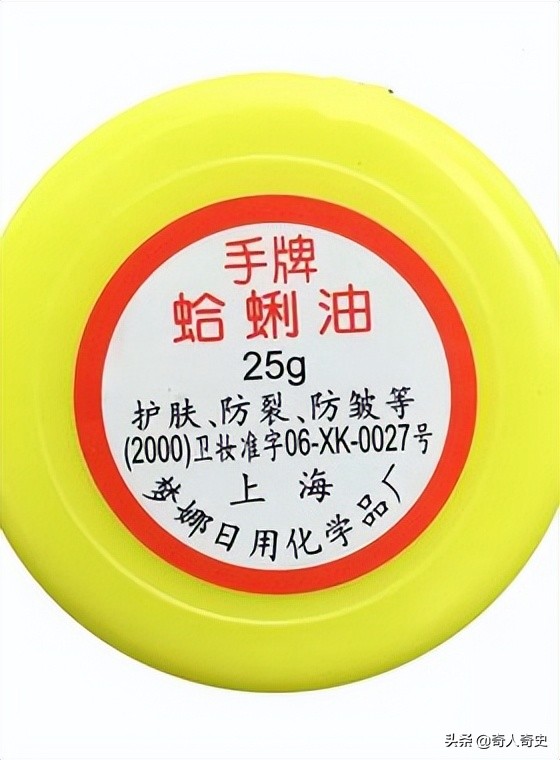 手牌
蛤蜊油
25g
护肤、防裂、防皱等
(2000)卫妆准字06-XK-0027号
上海
梦娜日用化学品厂
头条 @奇人奇史